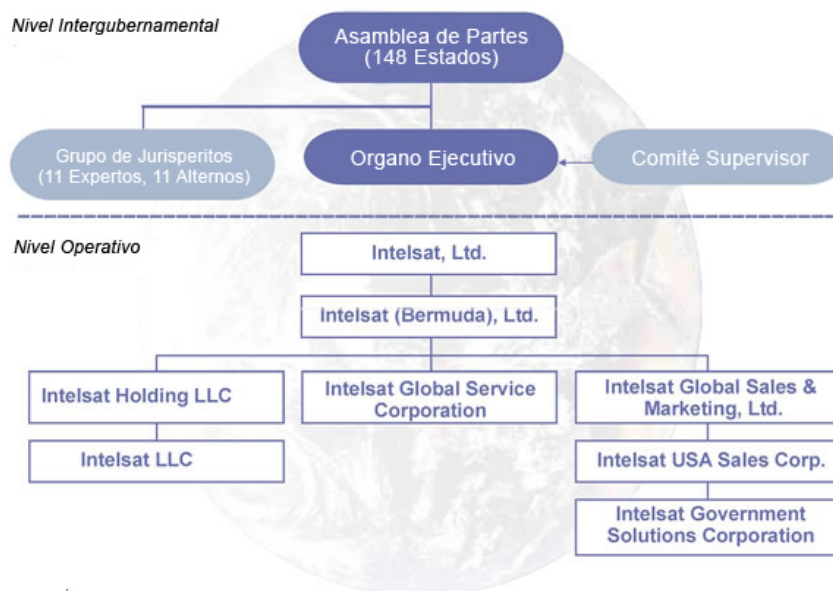 Nivel Intergubernamental
Asamblea de Partes
(148 Estados)
Grupo de Jurisperitos
(11 Expertos, 11 Alternos)
Organo Ejecutivo
Comité Supervisor
Nivel Operativo
Intelsat, Ltd.
Intelsat (Bermuda), Ltd.
Intelsat Holding LLC
Intelsat Global Service
Corporation
Intelsat Global Sales &
Marketing, Ltd.
Intelsat LLC
Intelsat USA Sales Corp.
Intelsat Government
Solutions Corporation